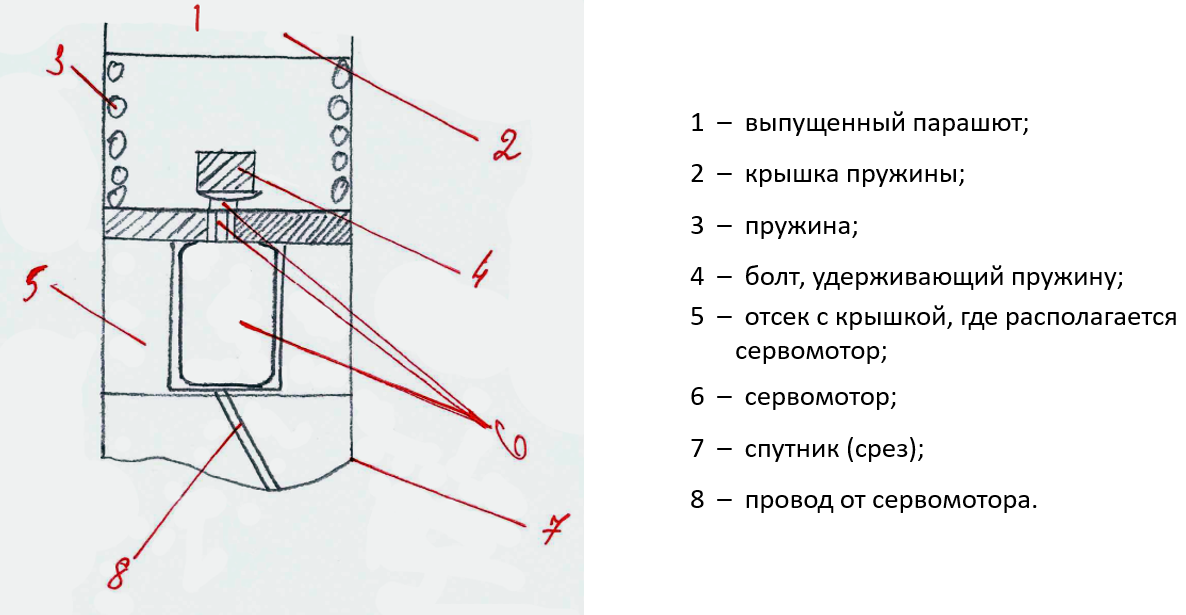 1
3
2
4
5
6
7
8
1 – выпущенный парашют;
2 – крышка пружины;
3 – пружина;
4 – болт, удерживающий пружину;
5 – отсек с крышкой, где располагается
сервомотор;
6 – сервомотор;
7 – спутник (срез);
8 – провод от сервомотора.